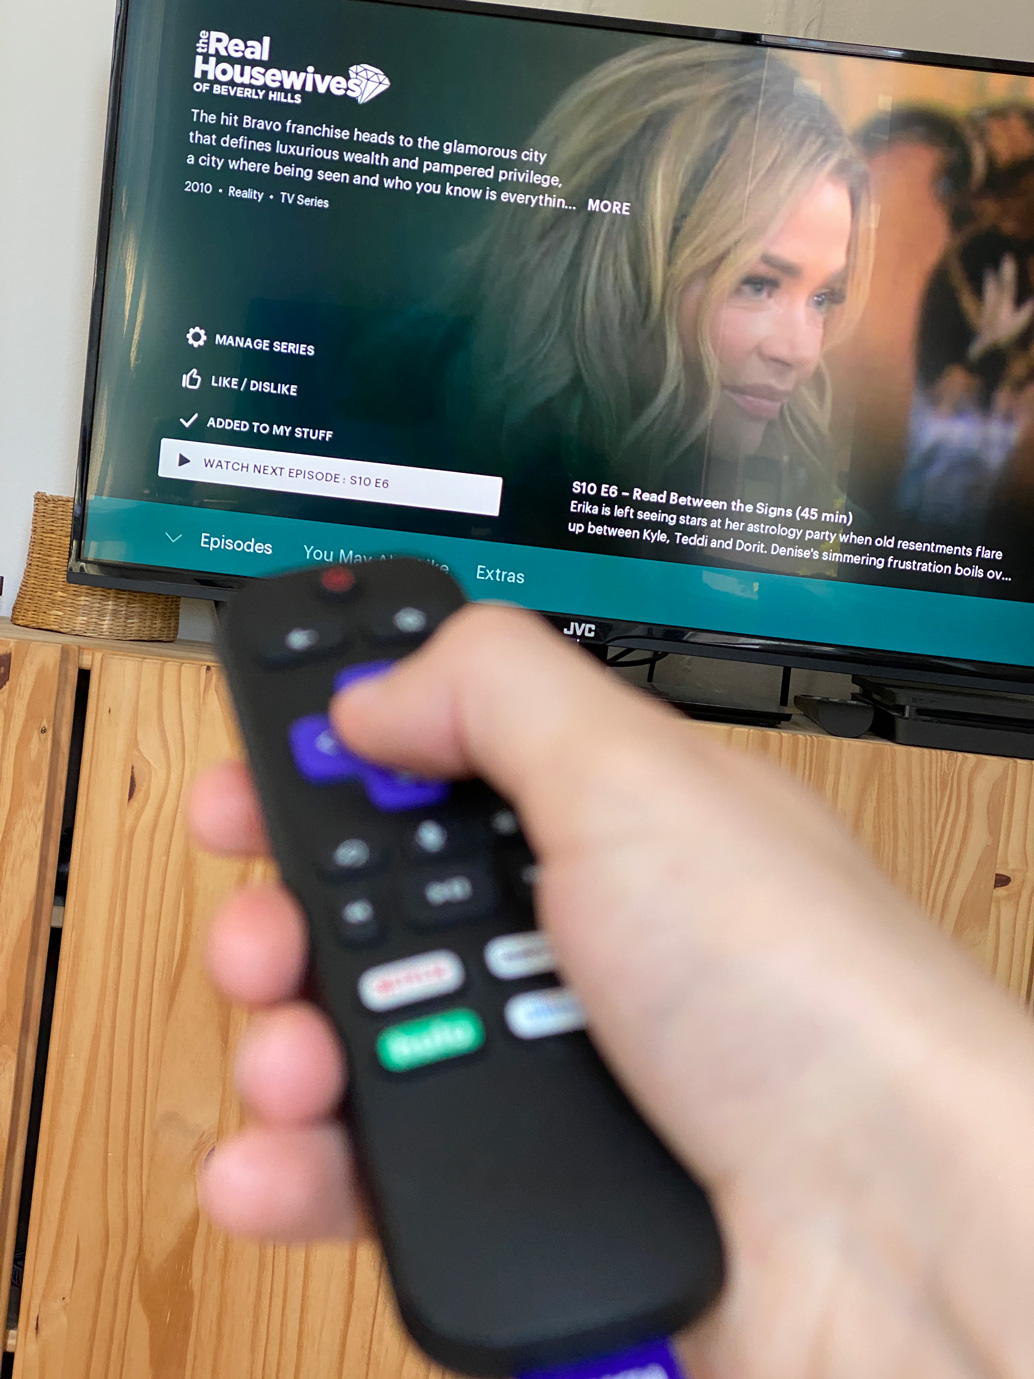 the Real
Housewives
OF BEVERLY HILLS
The hit Bravo franchise heads to the glamorous city
that defines luxurious wealth and pampered privilege,
a city where being seen and who you know is everythin... MORE
2010 • Reality • TV Series
MANAGE SERIES
LIKE / DISLIKE
ADDED TO MY STUFF
WATCH NEXT EPISODE : S10 E6
S10 E6 – Read Between the Signs (45 min)
Erika is left seeing stars at her astrology party when old resentments flare
up between Kyle, Teddi and Dorit. Denise's simmering frustration boils ov...
Episodes You May Also Like Extras
JVC
NETFLIX
hulu